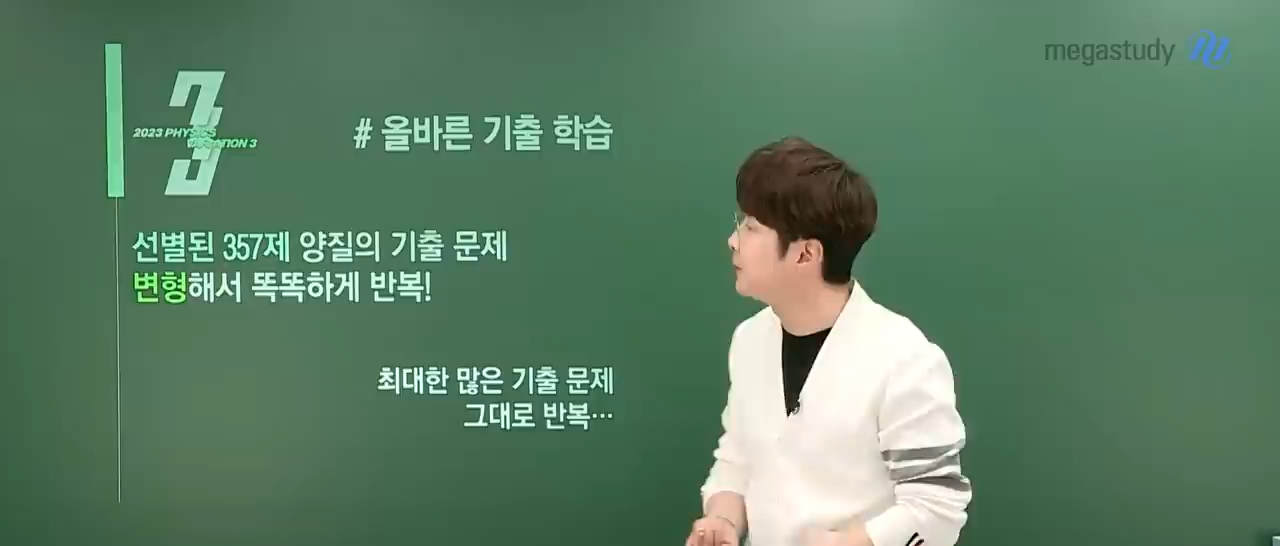 megastudy
3
2023 PHYSICS
# 올바른 기출 학습
선별된 357제 양질의 기출 문제
변형해서 똑똑하게 반복!
최대한 많은 기출 문제
그대로 반복…